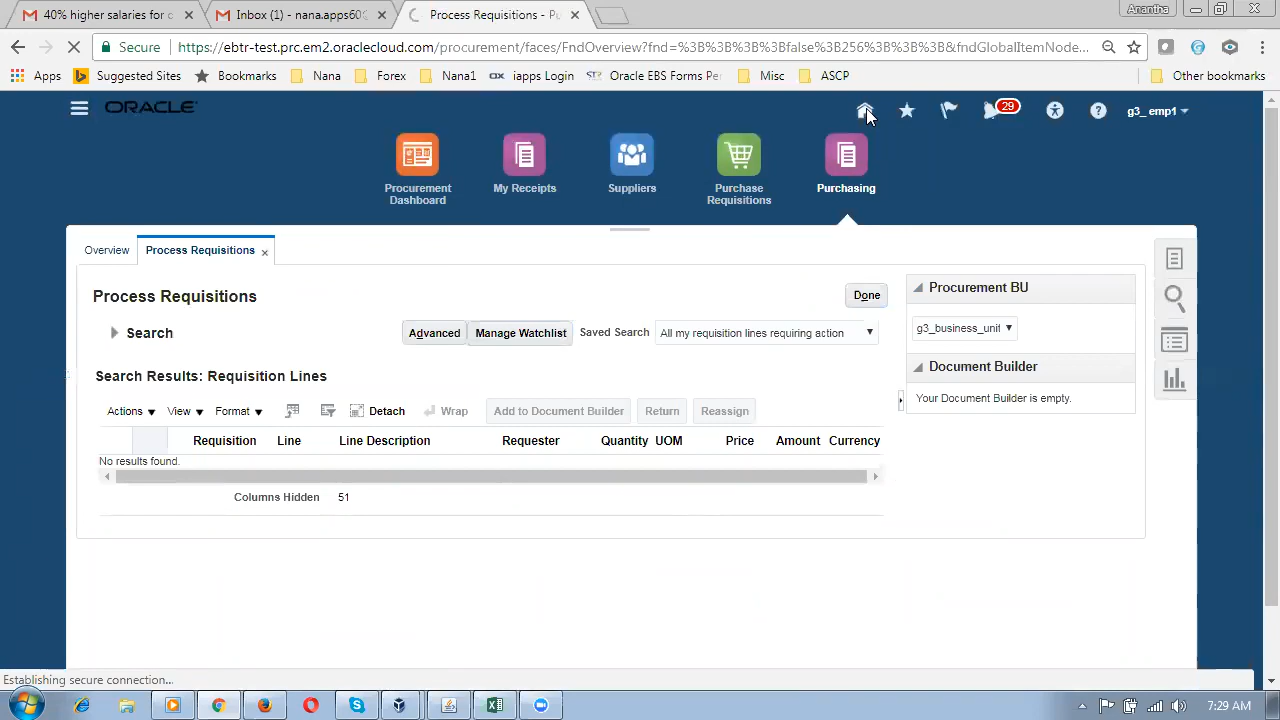 40% higher salaries for c
Inbox (1) - nana.apps60
Process Requisitions - Pu
Anantha
Secure
https://ebtr-test.prc.em2.oraclecloud.com/procurement/faces/FndOverview?fnd=%3B%3B%3B%3Bfalse%3B256%3B%3B%3B&fndGlobalItemNode...
Apps
Suggested Sites
Bookmarks
Nana
Forex
Nana1
iapps Login
Oracle EBS Forms Pe
Misc
ASCP
Other bookmarks
ORACLE
29
g3_emp1
Procurement Dashboard
My Receipts
Suppliers
Purchase Requisitions
Purchasing
Overview
Process Requisitions
Process Requisitions
Done
Search
Advanced
Manage Watchlist
Saved Search
All my requisition lines requiring action
Search Results: Requisition Lines
Actions
View
Format
Detach
Wrap
Add to Document Builder
Return
Reassign
Requisition
Line
Line Description
Requester
Quantity
UOM
Price
Amount
Currency
No results found.
Columns Hidden 51
Procurement BU
g3_business_unit
Document Builder
Your Document Builder is empty.
Establishing secure connection...
7:29 AM